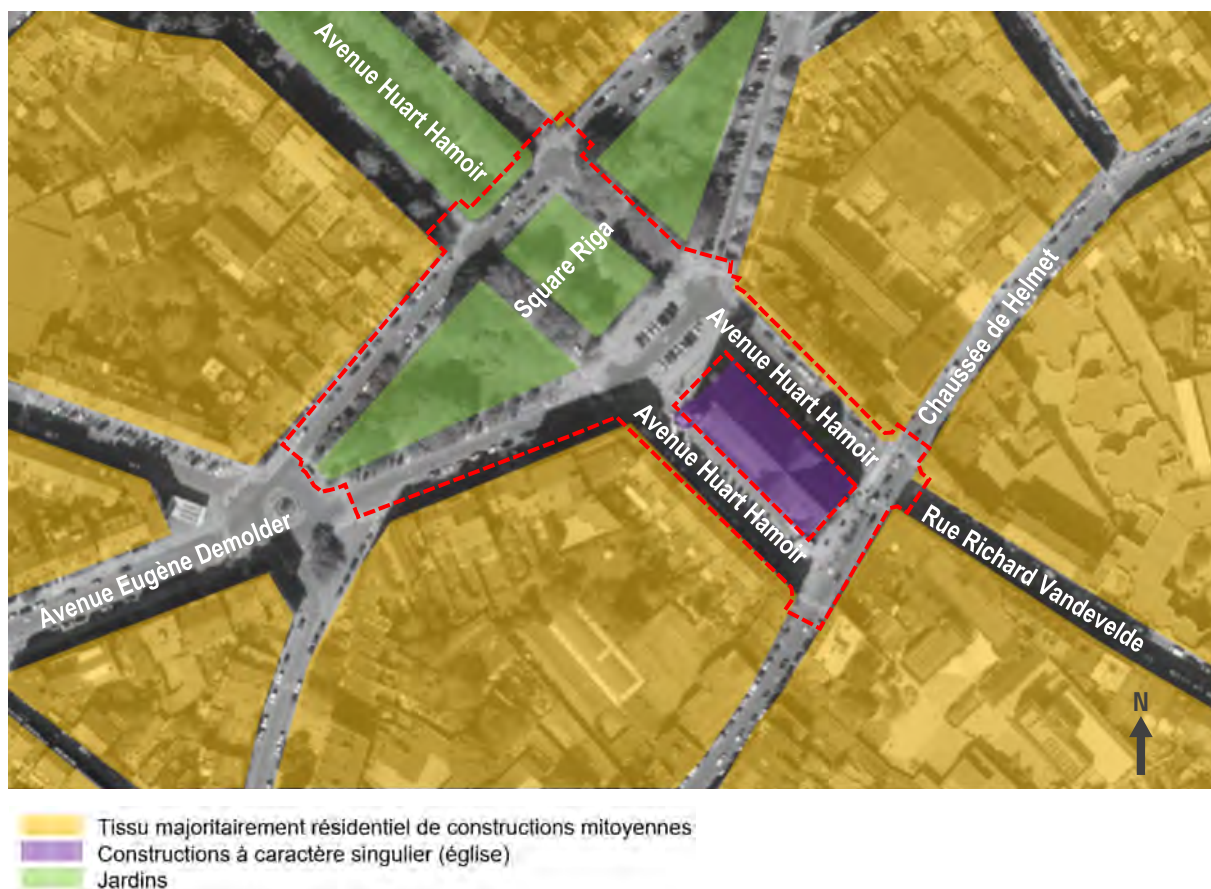 Avenue Huart Hamoir
Square Riga
Avenue Huart Hamoir
Avenue Huart Hamoir
Chaussée de Helmet
Avenue Eugène Demolder
Rue Richard Vandevelde
N
Tissu majoritairement résidentiel de constructions mitoyennes
Constructions à caractère singulier (église)
Jardins